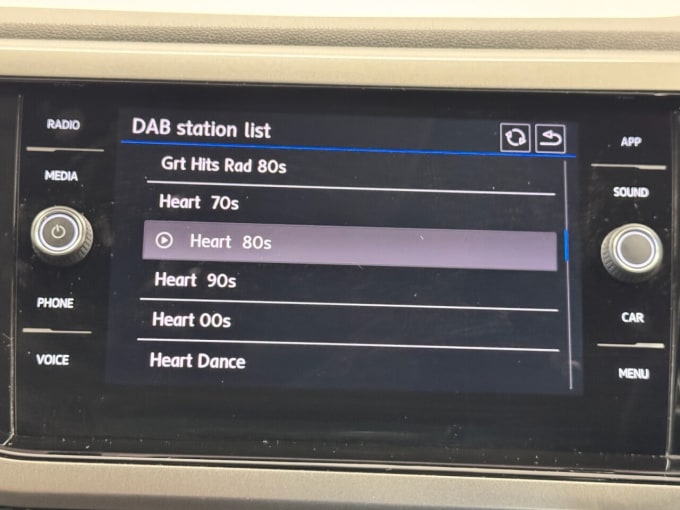 DAB station list
RADIO
MEDIA
PHONE
VOICE
Grt Hits Rad 80s
Heart 70s
Heart 80s
Heart 90s
Heart 00s
Heart Dance
APP
SOUND
CAR
MENU